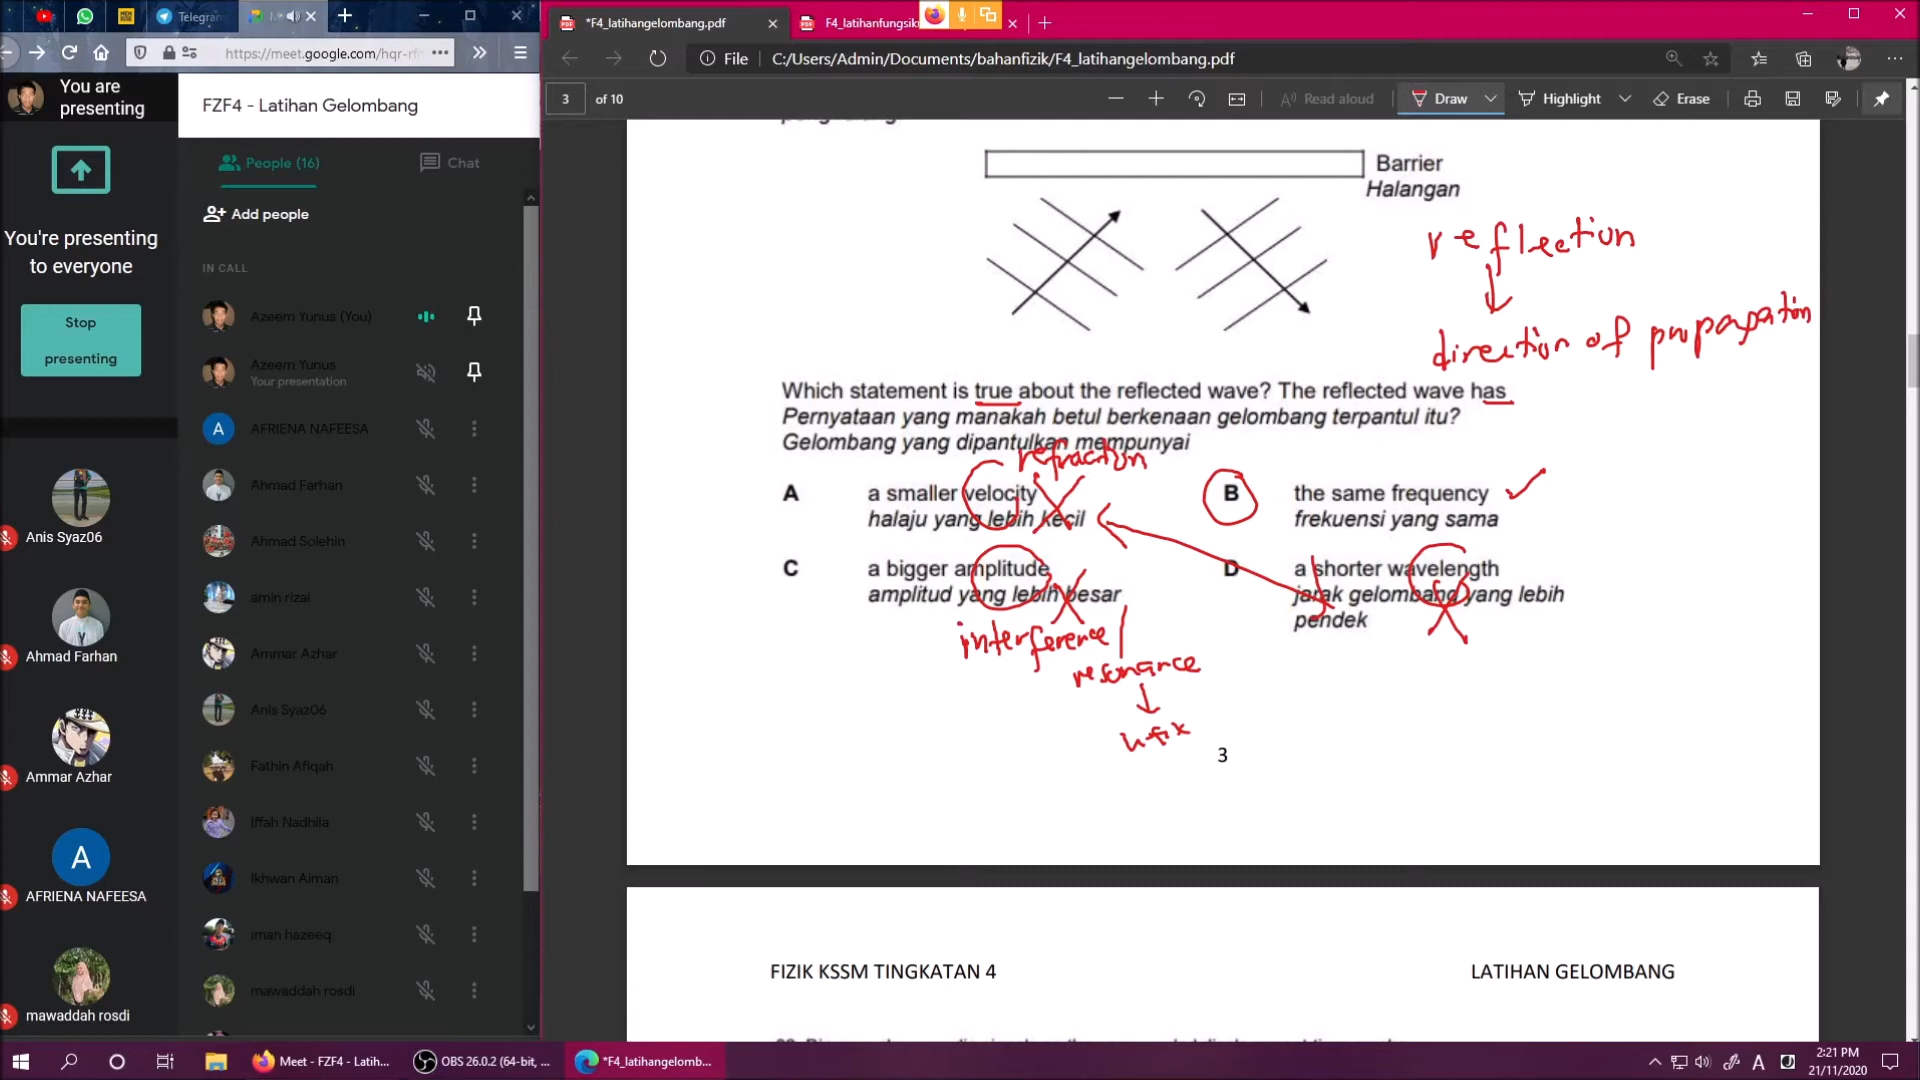 Telegram
https://meet.google.com/hqr-rf
You are
presenting
You're presenting
to everyone
Stop
presenting
Anis Syaz06
Ahmad Farhan
Ammar Azhar
A
AFRIENA NAFEESA
mawaddah rosdi
FZF4 - Latihan Gelombang
People (16)
Chat
Add people
IN CALL
Azeem Yunus (You)
Azeem Yunus
Your presentation
A
AFRIENA NAFEESA
Ahmad Farhan
Ahmad Solehin
amin rizal
Ammar Azhar
Anis Syaz06
Fathin Afiqah
Iffah Nadhila
Ikhwan Aiman
iman hazeeq
mawaddah rosdi
*F4_latihangelombang.pdf
F4_latihanfungsik
File
C:/Users/Admin/Documents/bahanfizik/F4_latihangelombang.pdf
3 of 10
Read aloud
Draw
Highlight
Erase
Barrier
Halangan
reflection
direction of propagation
Which statement is true about the reflected wave? The reflected wave has
Pernyataan yang manakah betul berkenaan gelombang terpantul itu?
Gelombang yang dipantulkan mempunyai
refraction
A a smaller velocity
halaju yang lebih kecil
B the same frequency
frekuensi yang sama
C a bigger amplitude
amplitud yang lebih besar
D a shorter wavelength
jarak gelombang yang lebih
pendek
interference
resonance
3
FIZIK KSSM TINGKATAN 4
LATIHAN GELOMBANG
Meet - FZF4 - Latih...
OBS 26.0.2 (64-bit, ...
*F4_latihangelomb...
A
2:21 PM
21/11/2020